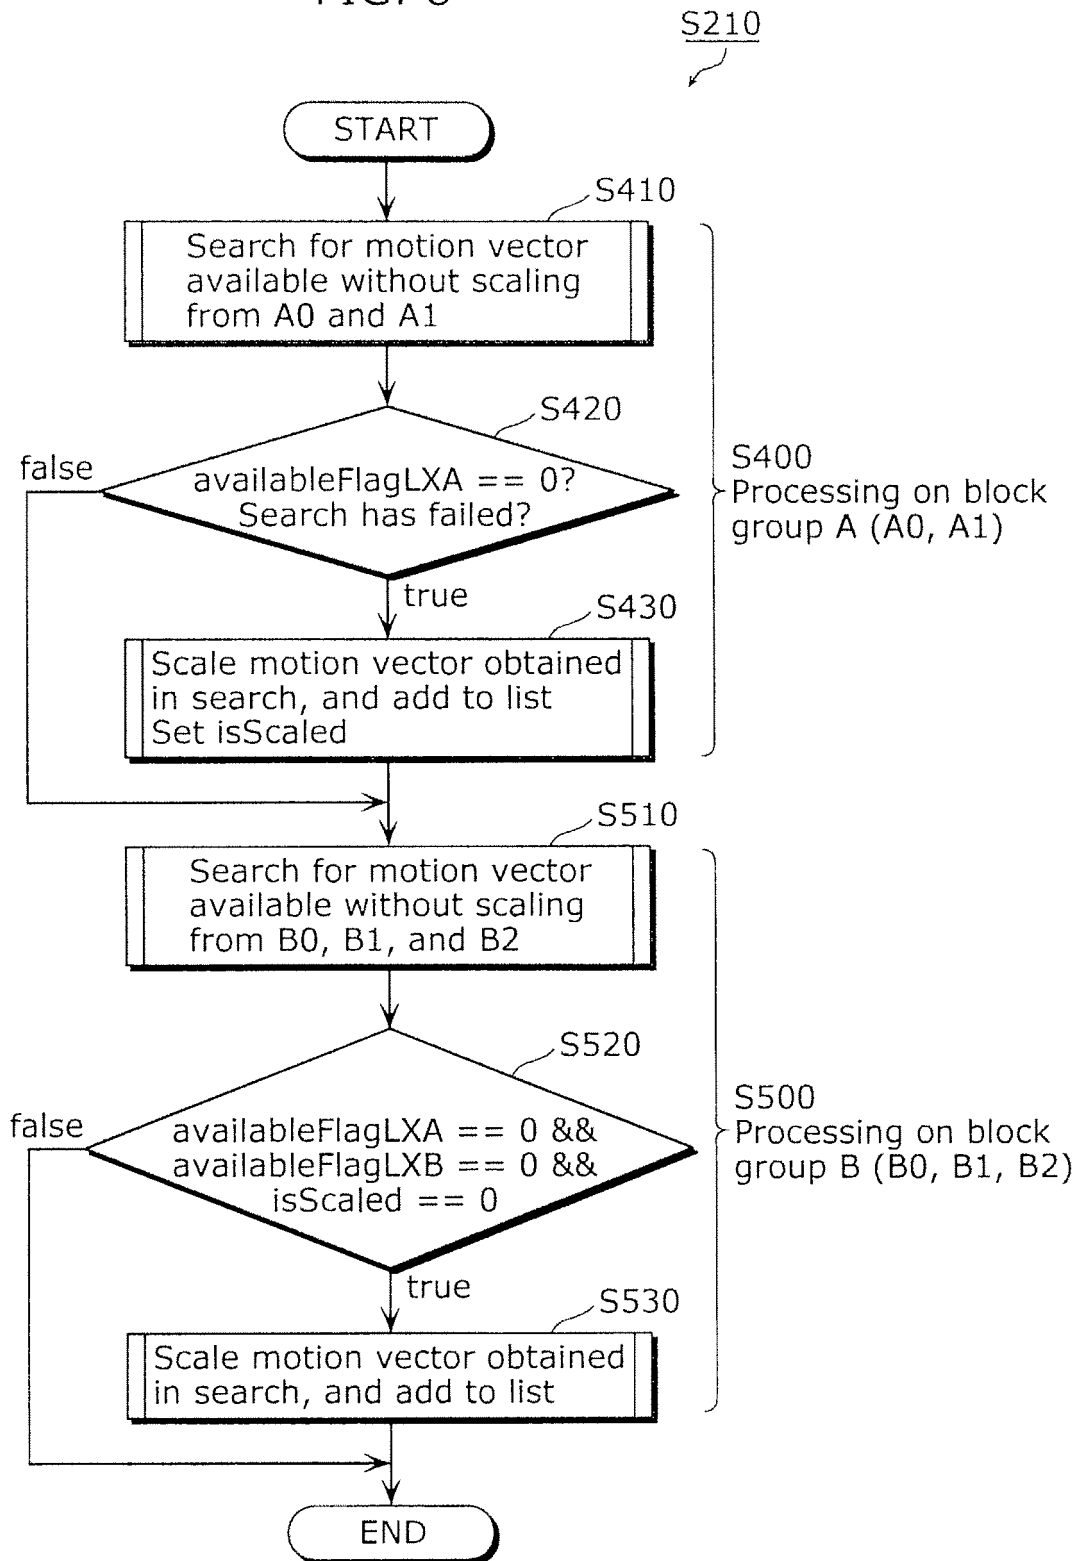 S210
START
S410
Search for motion vector
available without scaling
from A0 and A1
S420
false
availableFlagLXA == 0?
Search has failed?
true
S400
Processing on block
group A (A0, A1)
S430
Scale motion vector obtained
in search, and add to list
Set isScaled
S510
Search for motion vector
available without scaling
from B0, B1, and B2
S520
false
availableFlagLXA == 0 &&
availableFlagLXB == 0 &&
isScaled == 0
true
S500
Processing on block
group B (B0, B1, B2)
S530
Scale motion vector obtained
in search, and add to list
END